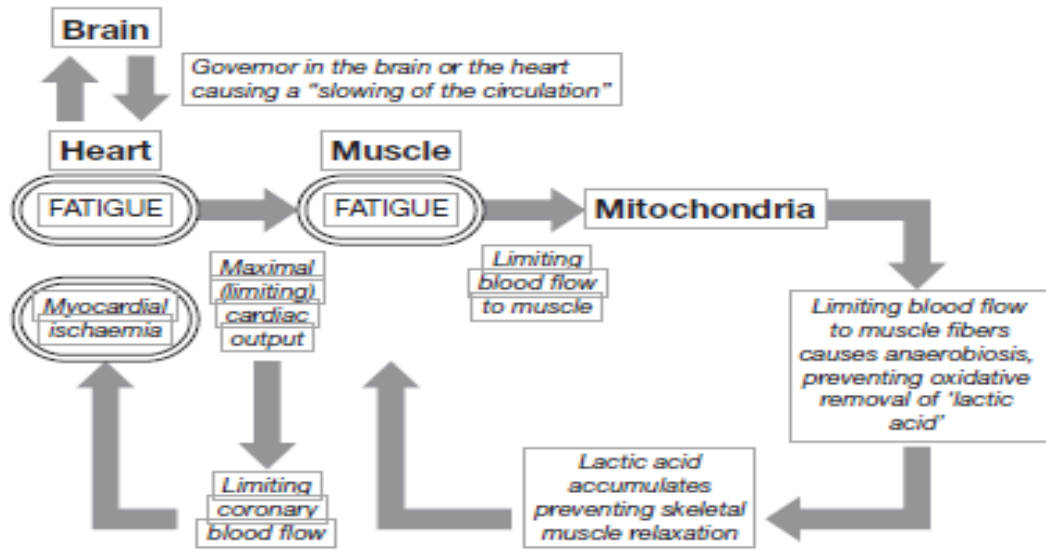 Brain
Governor in the brain or the heart
causing a “slowing of the circulation”
Heart
FATIGUE
Muscle
FATIGUE
Mitochondria
Myocardial
ischaemia
Maximal
(limiting)
cardiac
output
Limiting
blood flow
to muscle
Limiting blood flow
to muscle fibers
causes anaerobiosis,
preventing oxidative
removal of ‘lactic
acid’
Limiting
coronary
blood flow
Lactic acid
accumulates
preventing skeletal
muscle relaxation